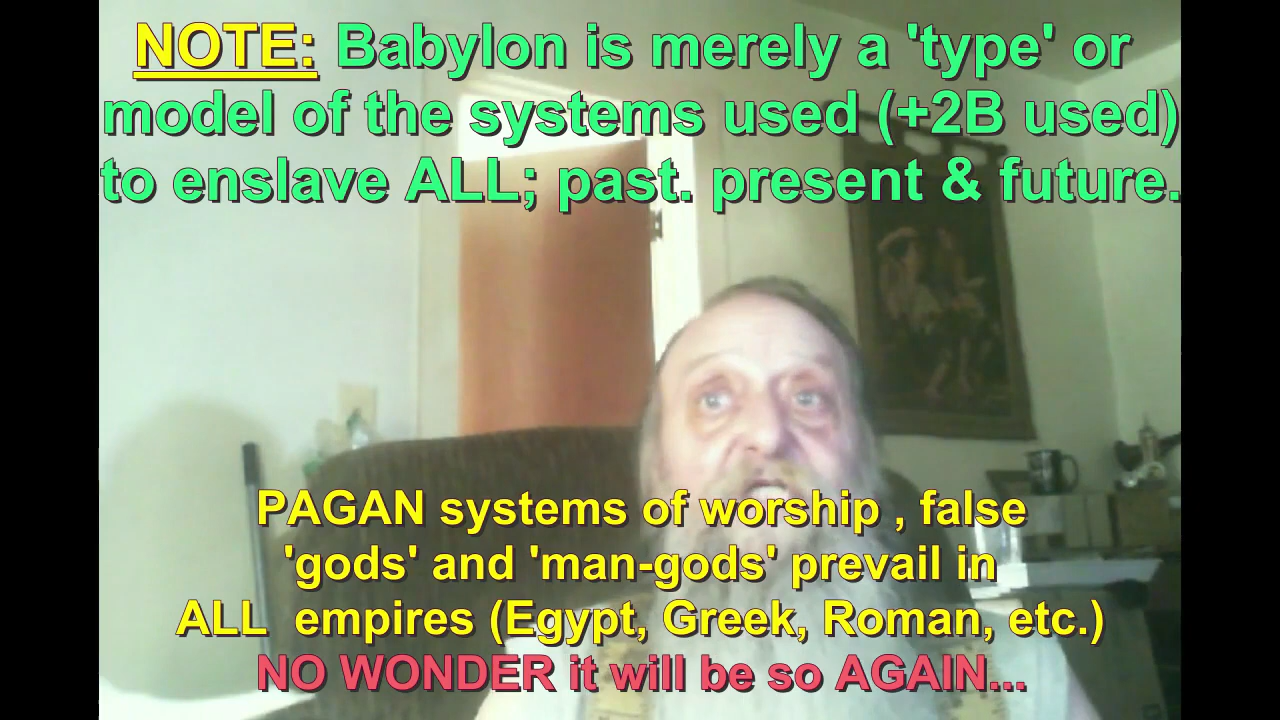 NOTE: Babylon is merely a 'type' or
model of the systems used (+2B used)
to enslave ALL; past. present & future.
PAGAN systems of worship , false
'gods' and 'man-gods' prevail in
ALL  empires (Egypt, Greek, Roman, etc.)
NO WONDER it will be so AGAIN...